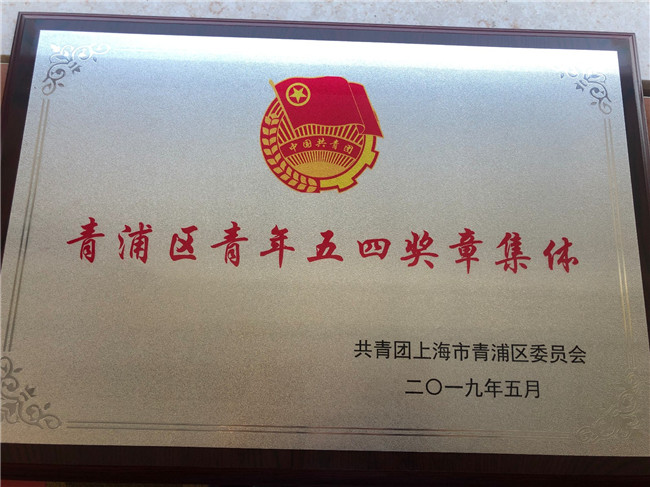 中国共青团
青浦区青年五四奖章集体
共青团上海市青浦区委员会
二〇一九年五月